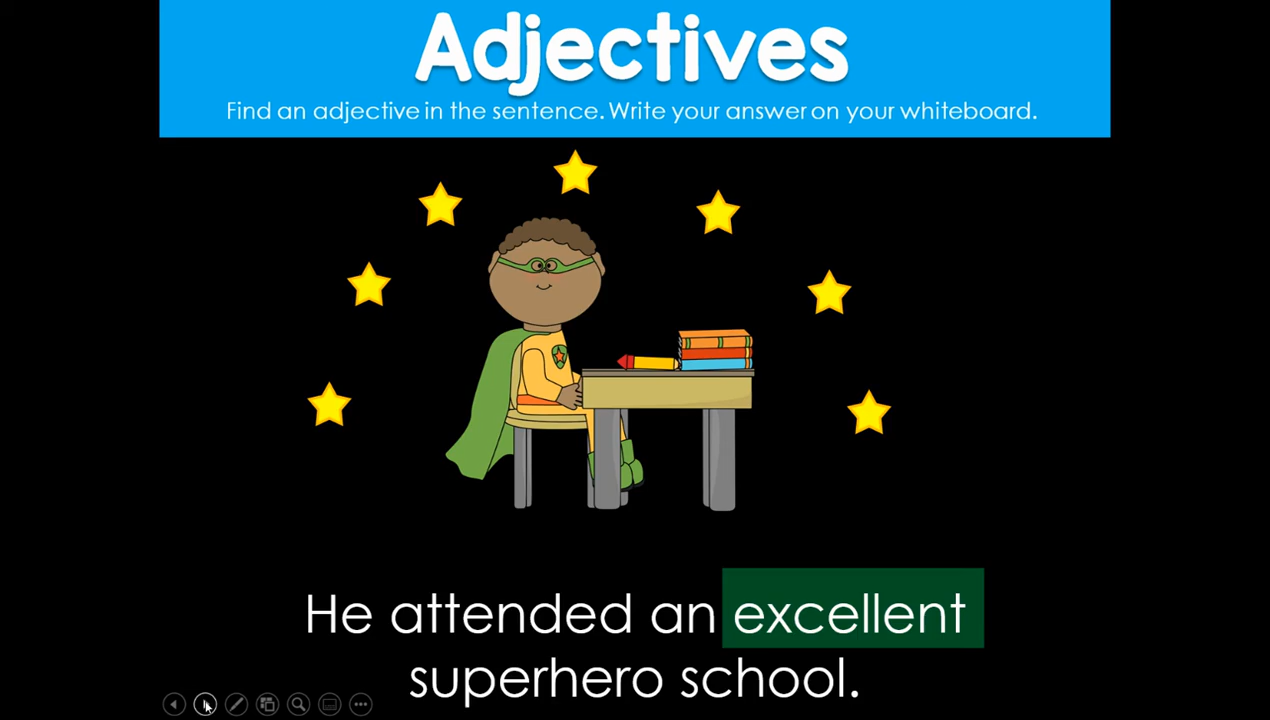 Adjectives
Find an adjective in the sentence. Write your answer on your whiteboard.
He attended an excellent
superhero school.